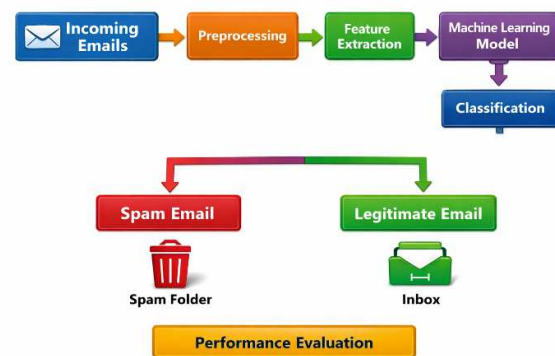 Incoming
Emails
Preprocessing
Feature
Extraction
Machine Learning
Model
Classification
Spam Email
Legitimate Email
Spam Folder
Inbox
Performance Evaluation